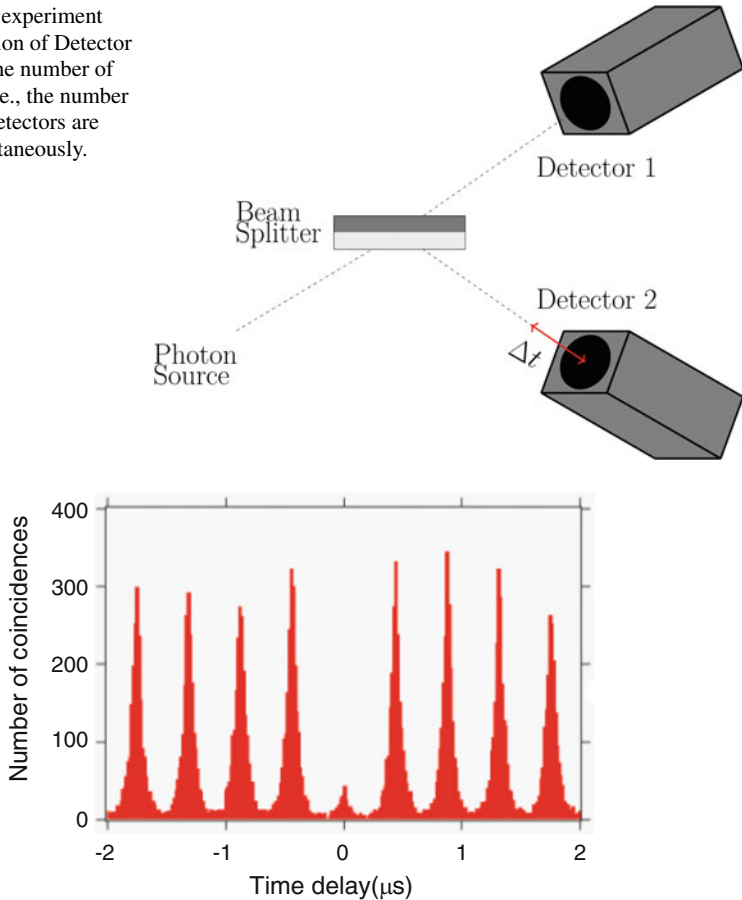 experiment
ion of Detector
ne number of
e., the number
etectors are
taneously.
Detector 1
Beam
Splitter
Detector 2
Δt
Photon
Source
Number of coincidences
400
300
200
100
0
-2 -1 0 1 2
Time delay(μs)